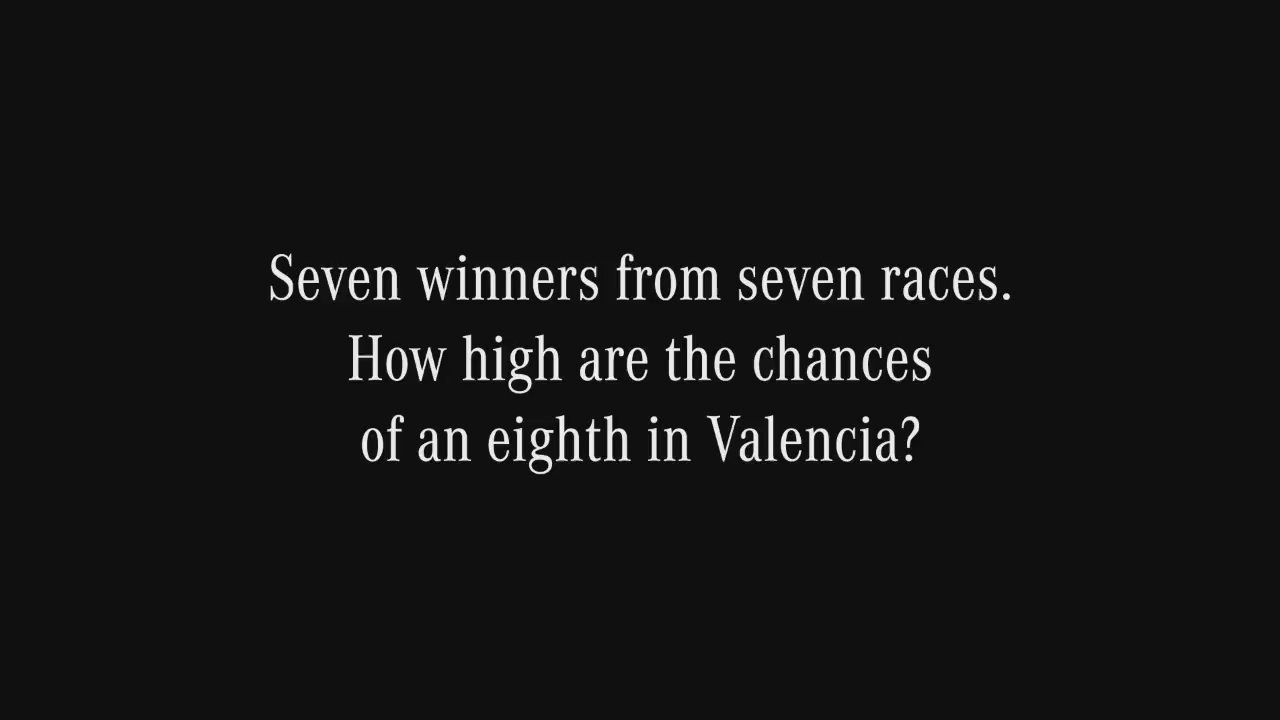 Seven winners from seven races.
How high are the chances
of an eighth in Valencia?